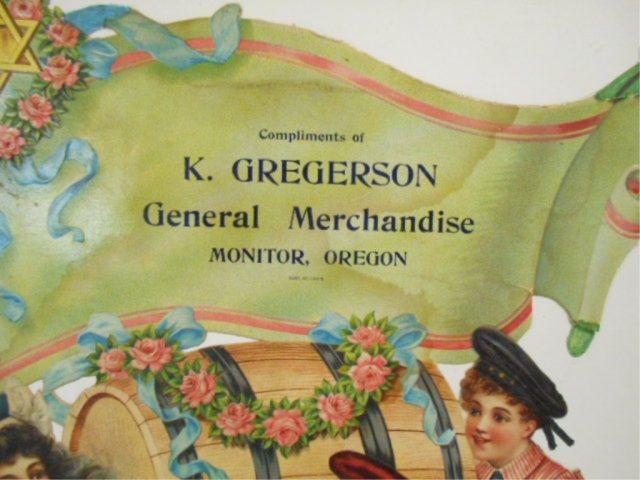 Compliments of
K. GREGERSON
General Merchandise
MONITOR, OREGON